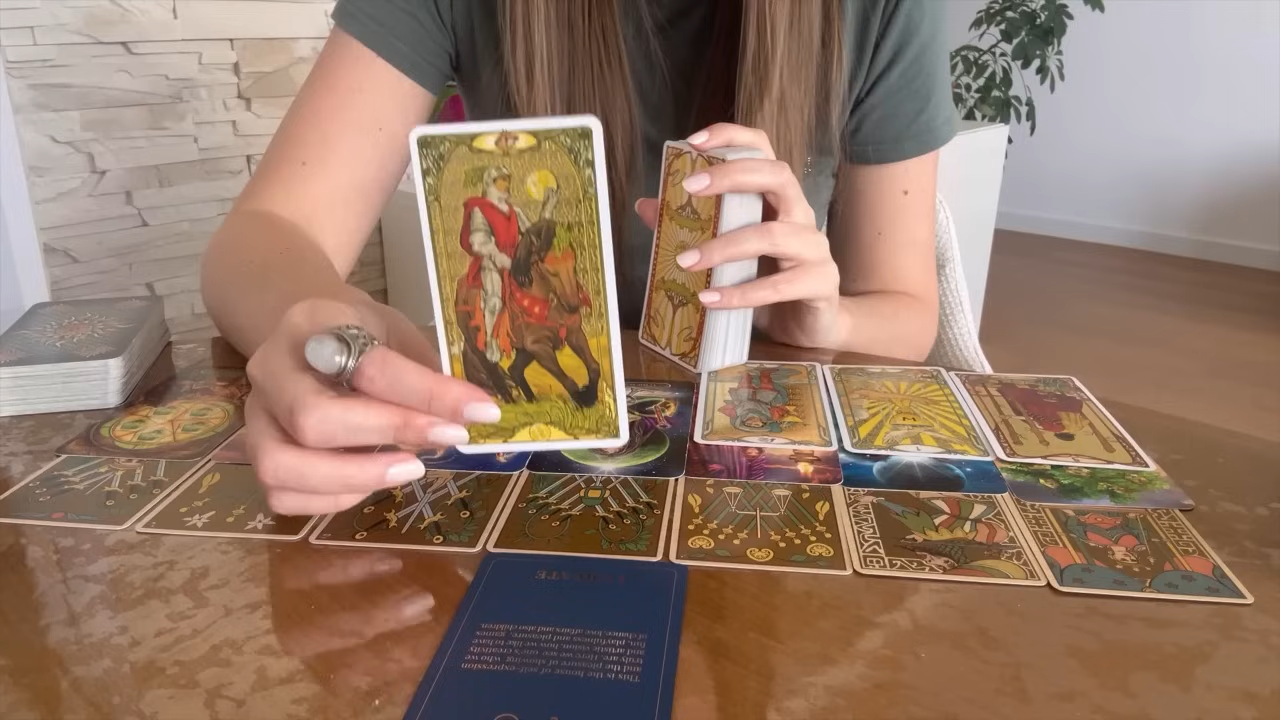 This is the house of self-expression
and the pleasure of showing who we
truly are. Here we see one's creativity
and artistic vision, how we like to have
fun, playfulness and pleasure, games
of chance, love affairs and also children.